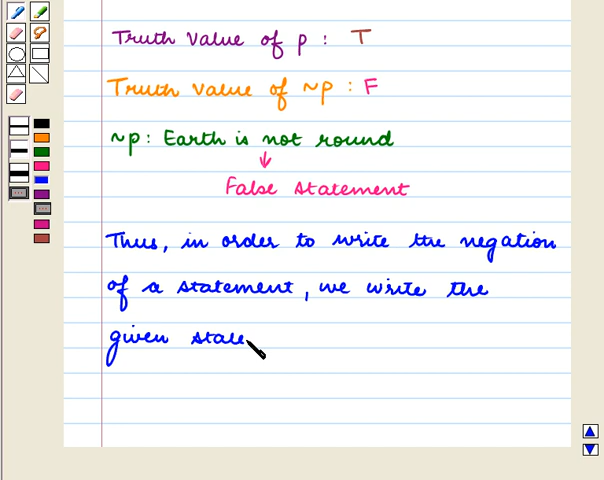 Truth Value of p : T
Truth Value of ~p : F
~p : Earth is not round
False Statement
Thus, in order to write the negation
of a statement, we write the
given state